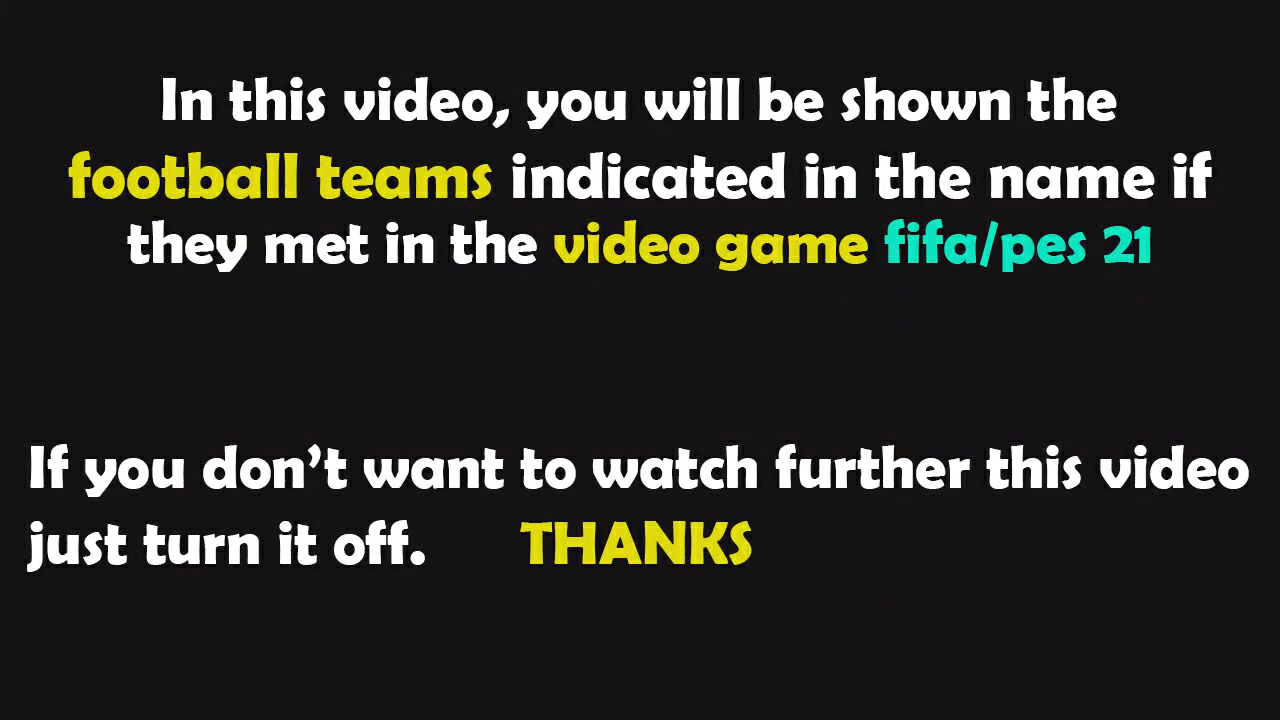 In this video, you will be shown the
football teams indicated in the name if
they met in the video game fifa/pes 21
If you don't want to watch further this video
just turn it off. THANKS